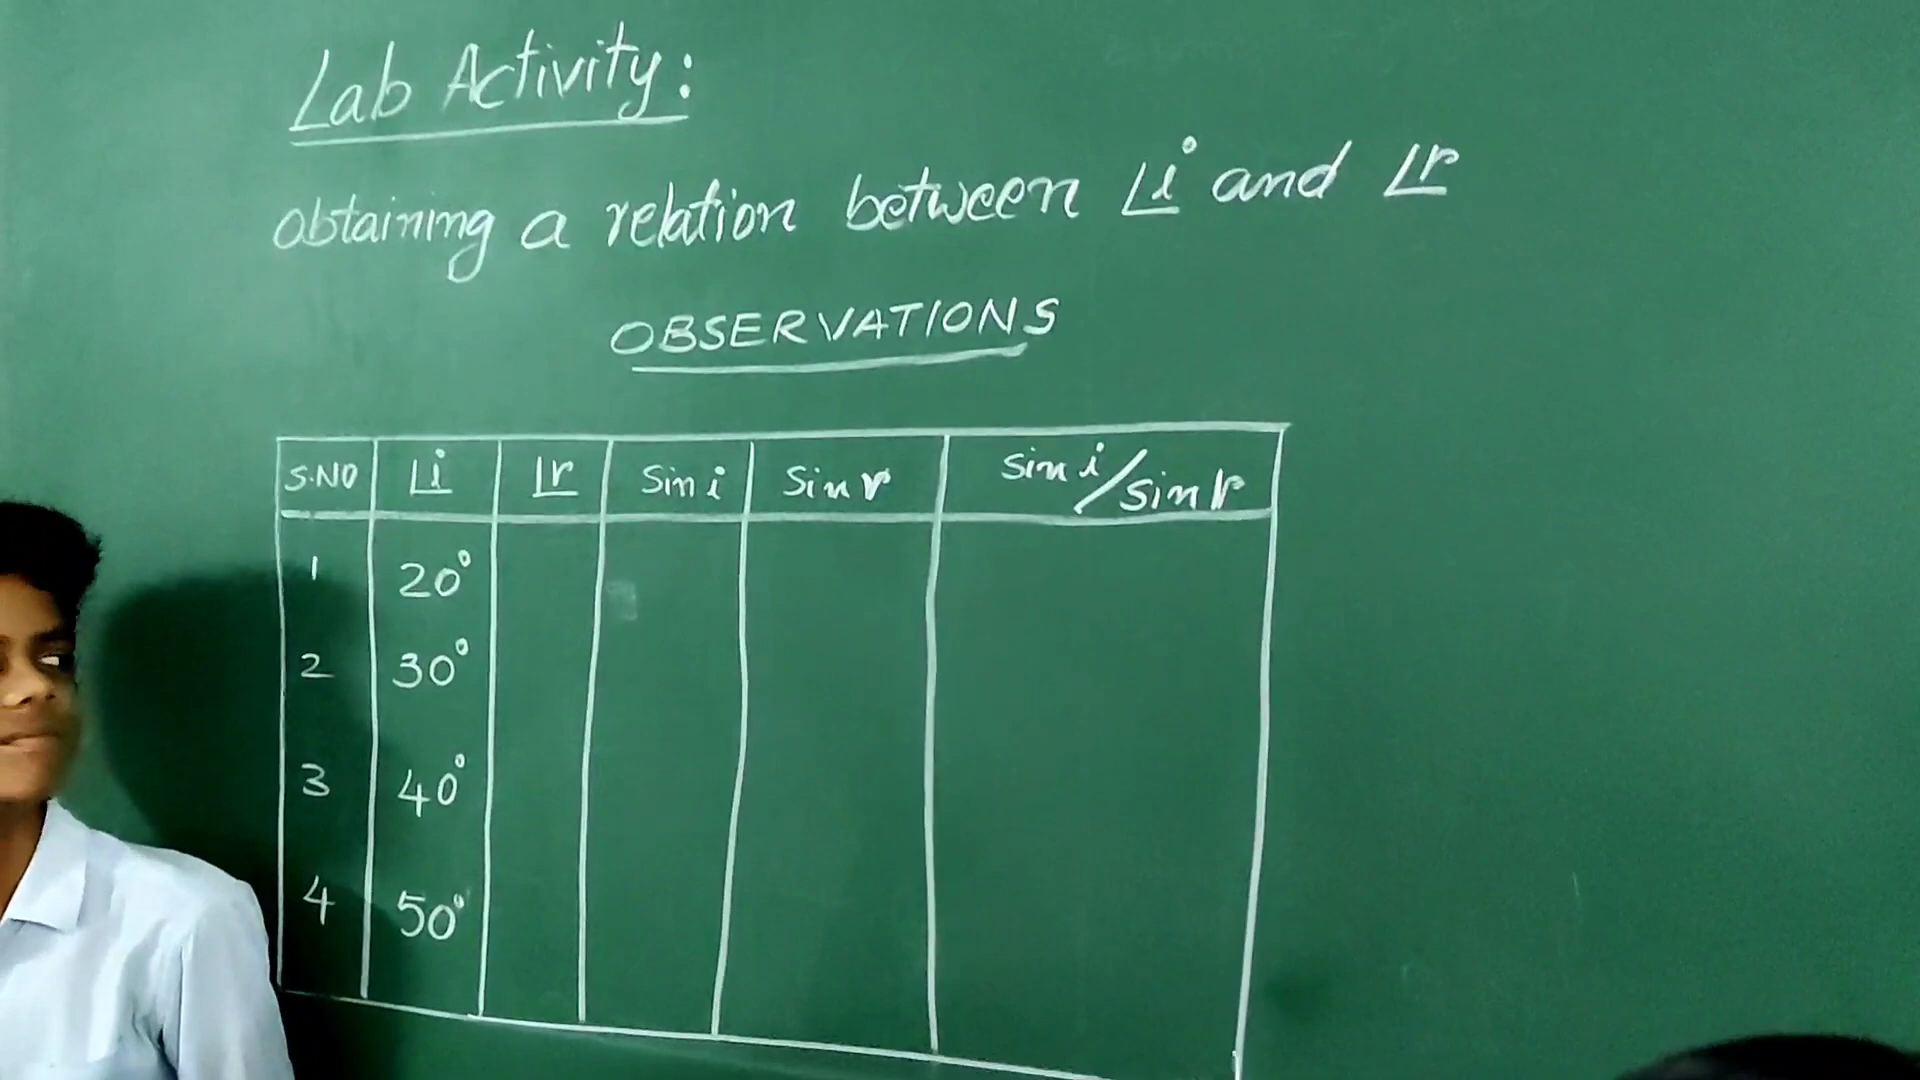 Lab Activity:
Obtaining a relation between ∠i and ∠r
OBSERVATIONS
S.NO ∠i ∠r Sin i Sin r Sin i/Sin r
1 20°
2 30°
3 40°
4 50°